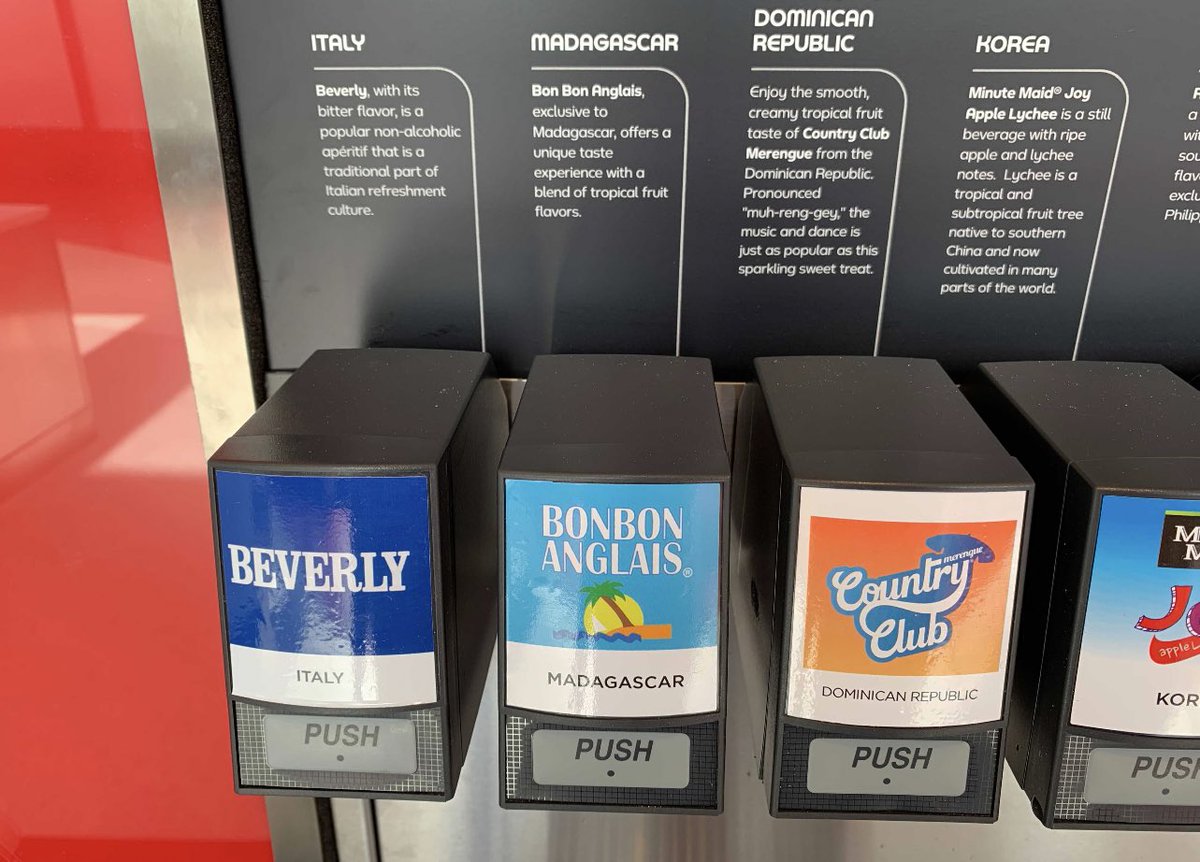 ITALY
Beverly, with its
bitter flavor, is a
popular non-alcoholic
apéritif that is a
traditional part of
Italian refreshment
culture.
MADAGASCAR
Bon Bon Anglais,
exclusive to
Madagascar, offers a
unique taste
experience with a
blend of tropical fruit
flavors.
DOMINICAN
REPUBLIC
Enjoy the smooth,
creamy tropical fruit
taste of Country Club
Merengue from the
Dominican Republic.
Pronounced
"muh-reng-gey," the
music and dance is
just as popular as this
sparkling sweet treat.
KOREA
Minute Maid® Joy
Apple Lychee is a still
beverage with ripe
apple and lychee
notes. Lychee is a
tropical and
subtropical fruit tree
native to southern
China and now
cultivated in many
parts of the world.
BEVERLY
ITALY
PUSH
BONBON
ANGLAIS®
MADAGASCAR
PUSH
merengue
Country
Club
DOMINICAN REPUBLIC
PUSH
apple
PUSH